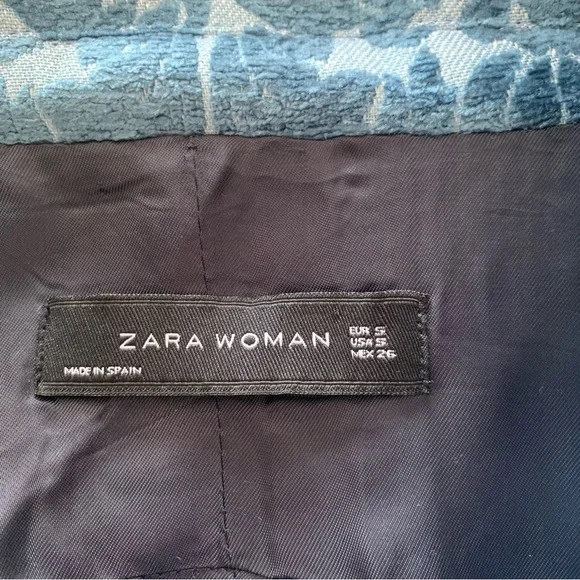 ZARA WOMAN
EUR S
USA S
MEX 26
MADE IN SPAIN